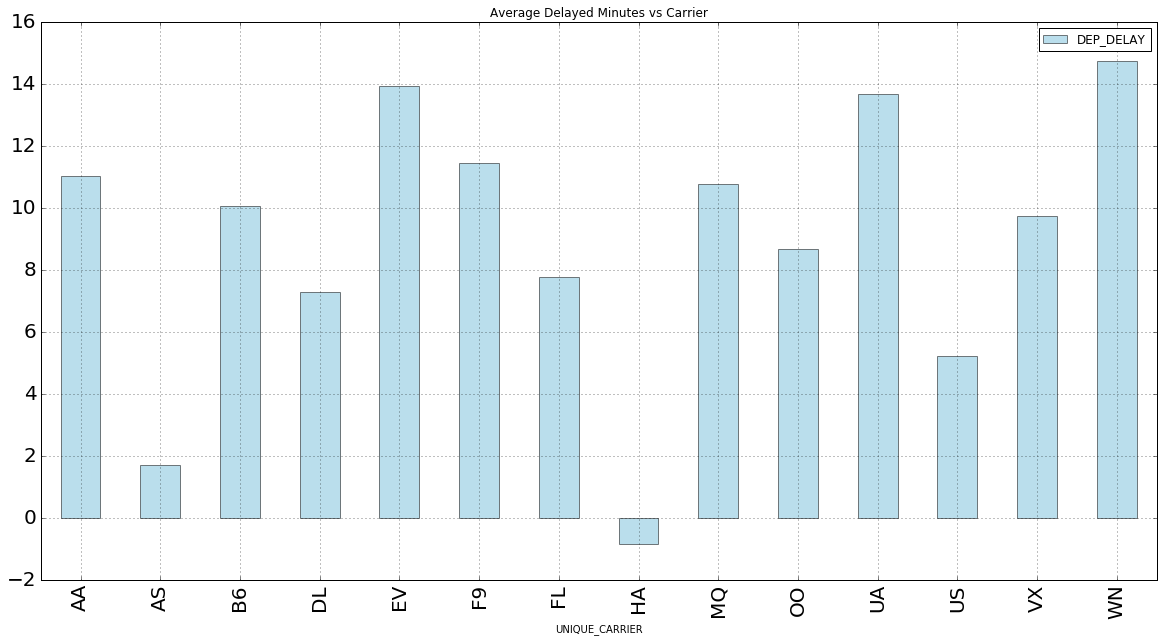 Average Delayed Minutes vs Carrier
DEP_DELAY
16
14
12
10
8
6
4
2
0
−2
AA
AS
B6
DL
EV
F9
FL
HA
MQ
OO
UA
US
VX
WN
UNIQUE_CARRIER